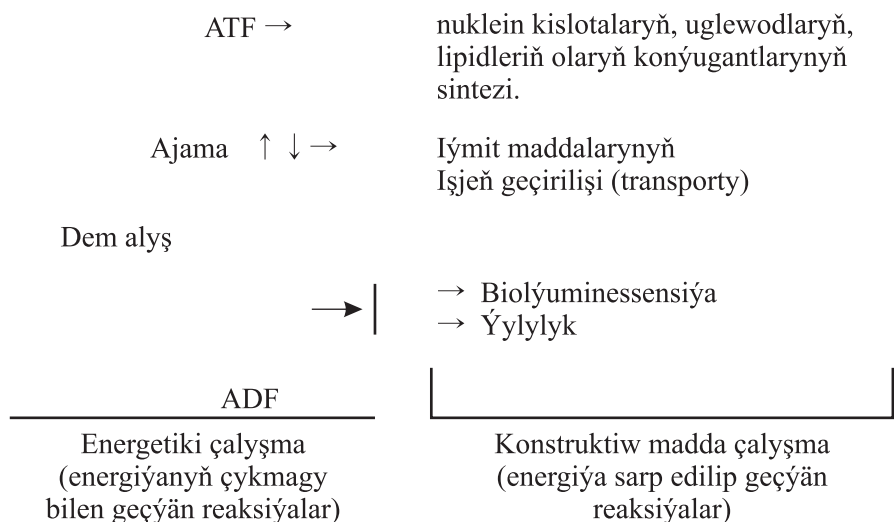 ATF → nuklein kislotalaryň, uglewodlaryň,
lipidleriň olaryň konýugantlarynyň
sintezi.
Ajama ↑ ↓ → Iýmit maddalarynyň
Işjeň geçirilişi (transporty)
Dem alyş
→ Biolýuminessensiýa
→ Ýylylyk
ADF
Energetiki çalyşma
(energiýanyň çykmagy
bilen geçýän reaksiýalar)
Konstruktiw madda çalyşma
(energiýa sarp edilip geçýän
reaksiýalar)